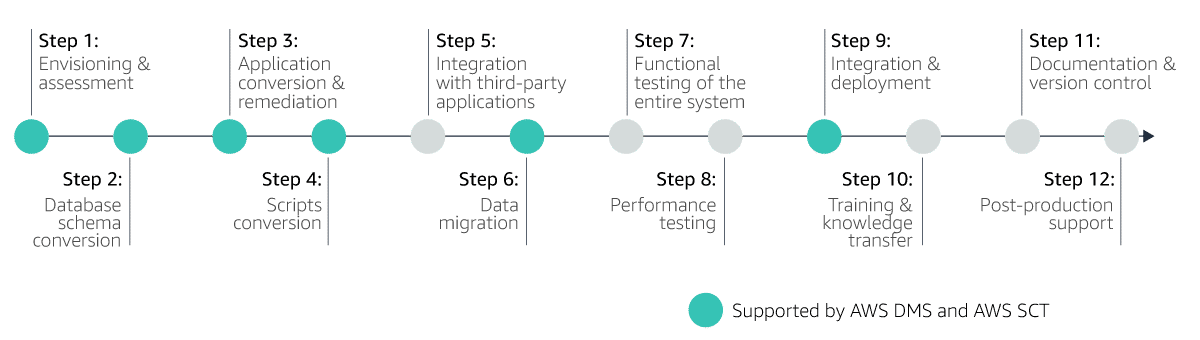 Step 1:
Envisioning &
assessment
Step 3:
Application
conversion &
remediation
Step 5:
Integration
with third-party
applications
Step 7:
Functional
testing of the
entire system
Step 9:
Integration &
deployment
Step 11:
Documentation &
version control
Step 2:
Database
schema
conversion
Step 4:
Scripts
conversion
Step 6:
Data
migration
Step 8:
Performance
testing
Step 10:
Training &
knowledge
transfer
Step 12:
Post-production
support
Supported by AWS DMS and AWS SCT